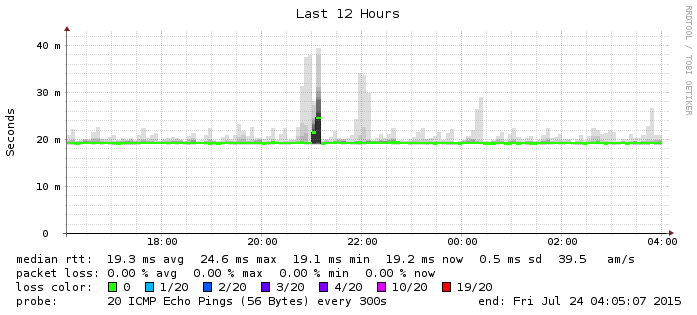 Last 12 Hours
RRDTOOL / TOBI OETIKER
Seconds
40 m
30 m
20 m
10 m
0
18:00 20:00 22:00 00:00 02:00 04:00
median rtt: 19.3 ms avg 24.6 ms max 19.1 ms min 19.2 ms now 0.5 ms sd 39.5 am/s
packet loss: 0.00 % avg 0.00 % max 0.00 % min 0.00 % now
loss color: 0 1/20 2/20 3/20 4/20 10/20 19/20
probe: 20 ICMP Echo Pings (56 Bytes) every 300s end: Fri Jul 24 04:05:07 2015